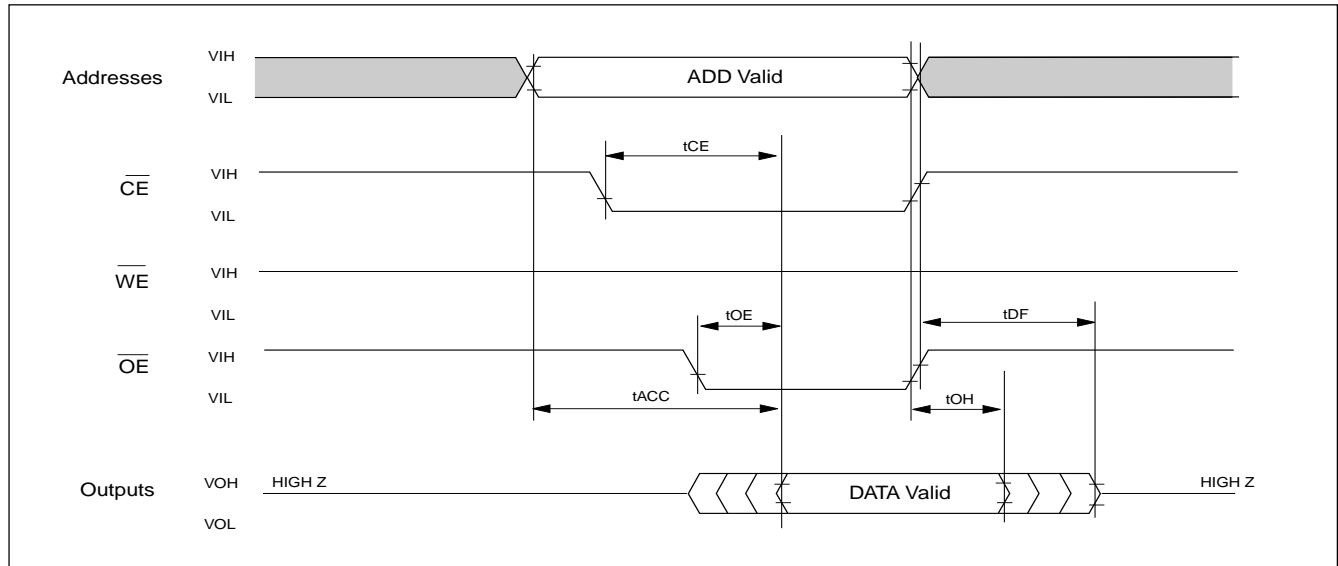 VIH
Addresses
ADD Valid
VIL
tCE
VIH
CE
VIL
VIH
WE
VIL
tOE
tDF
VIH
OE
VIL
tACC
tOH
VOH
HIGH Z
HIGH Z
Outputs
DATA Valid
VOL